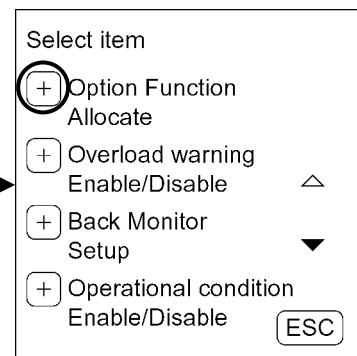 Select item
+ Option Function
Allocate
+ Overload warning
Enable/Disable
+ Back Monitor
Setup
+ Operational condition
Enable/Disable
ESC